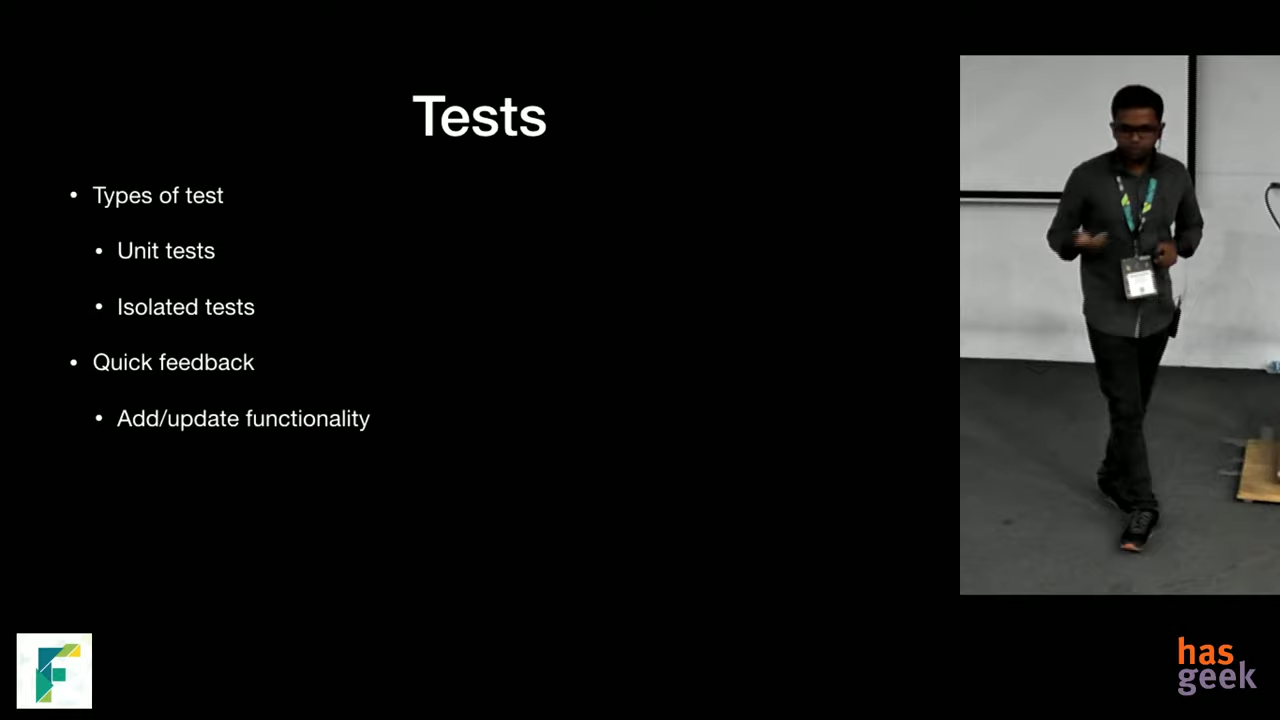 Tests
• Types of test
• Unit tests
• Isolated tests
• Quick feedback
• Add/update functionality
F
has
geek